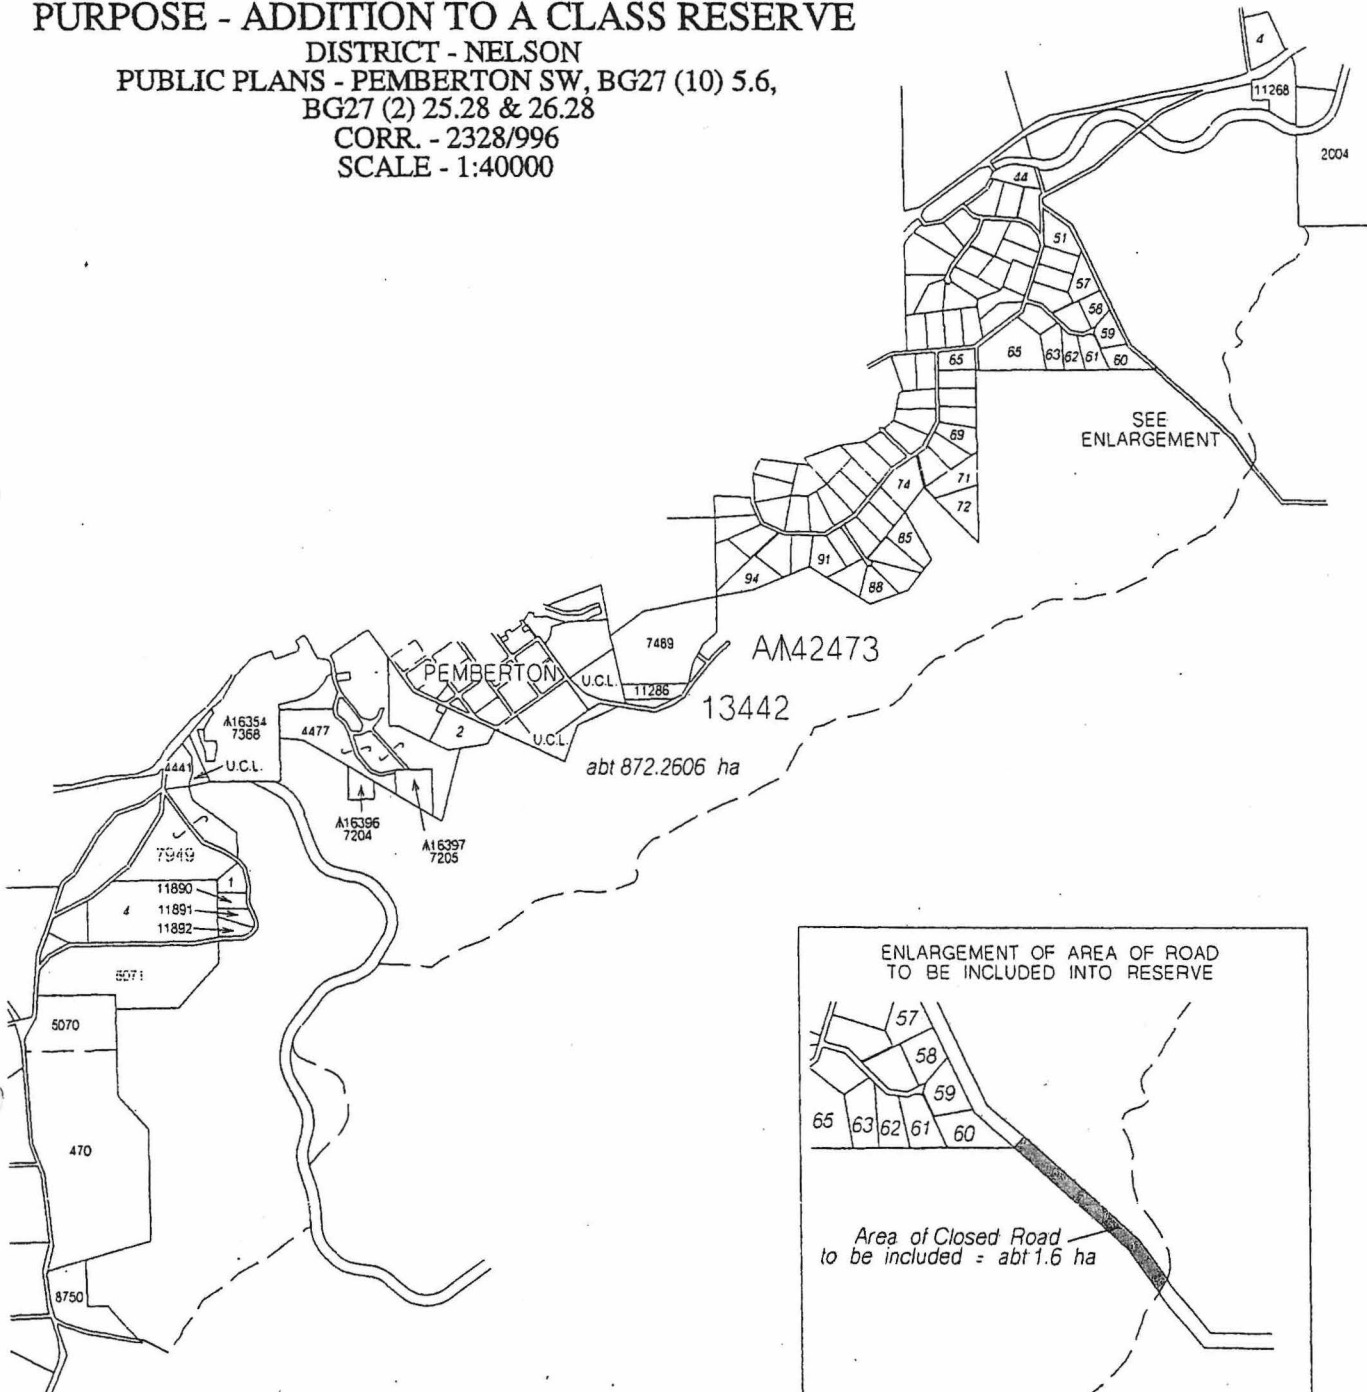 PURPOSE - ADDITION TO A CLASS RESERVE
DISTRICT - NELSON
PUBLIC PLANS - PEMBERTON SW, BG27 (10) 5.6,
BG27 (2) 25.28 & 26.28
CORR. - 2328/996
SCALE - 1:40000
4
11268
2004
44
51
57
58
59
65
65
63
62
61
60
SEE
ENLARGEMENT
69
74
71
72
85
91
94
88
7489
A42473
PEMBERTON
U.C.L.
11286
13442
A16354
7368
4477
2
U.C.L.
abt 872.2606 ha
4441
U.C.L.
A16396
7204
A16397
7205
7949
1
11890
4
11891
11892
5071
5070
470
8750
ENLARGEMENT OF AREA OF ROAD
TO BE INCLUDED INTO RESERVE
57
58
59
65
63
62
61
60
Area of Closed Road
to be included = abt 1.6 ha